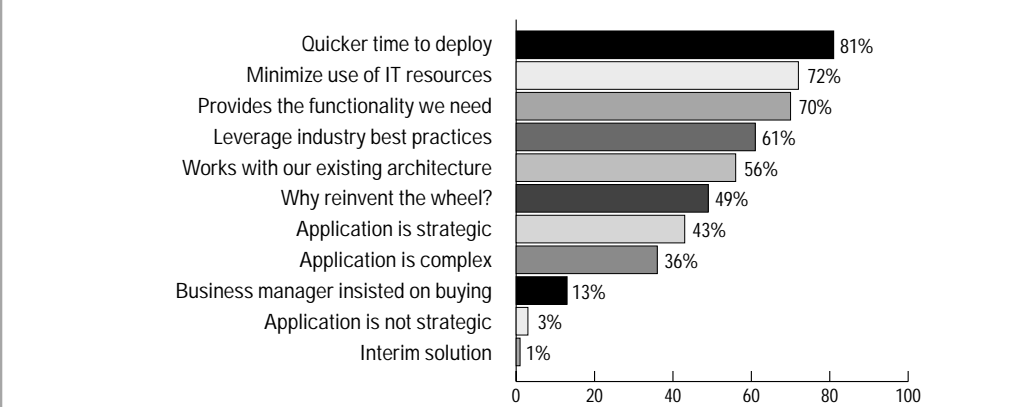 Quicker time to deploy 81%
Minimize use of IT resources 72%
Provides the functionality we need 70%
Leverage industry best practices 61%
Works with our existing architecture 56%
Why reinvent the wheel? 49%
Application is strategic 43%
Application is complex 36%
Business manager insisted on buying 13%
Application is not strategic 3%
Interim solution 1%
0 20 40 60 80 100